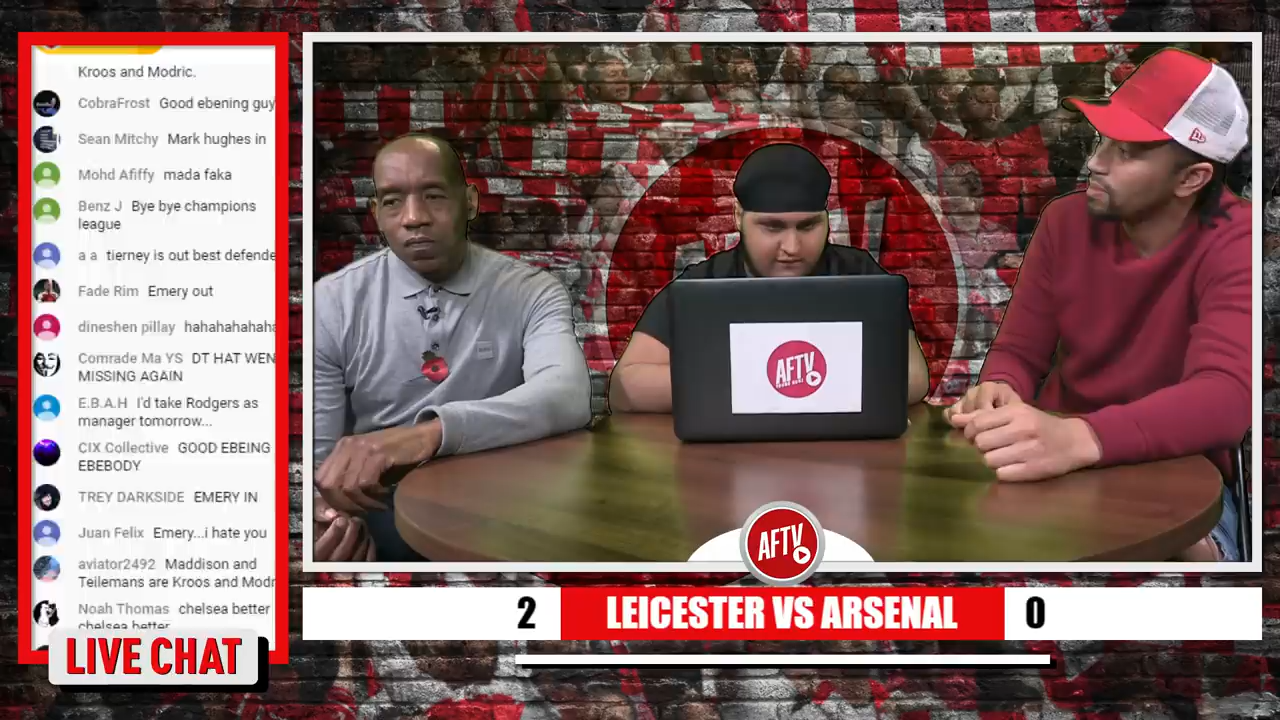 Kroos and Modric.
CobraFrost Good ebening guy
Sean Mitchy Mark hughes in
Mohd Afiffy mada faka
Benz J Bye bye champions
league
a a tierney is out best defende
Fade Rim Emery out
dineshen pillay hahahahahaha
Comrade Ma YS DT HAT WEN
MISSING AGAIN
E.B.A.H I'd take Rodgers as
manager tomorrow...
CIX Collective GOOD EBEING
EBEBODY
TREY DARKSIDE EMERY IN
Juan Felix Emery...i hate you
aviator2492 Maddison and
Teilemans are Kroos and Modr
Noah Thomas chelsea better
chelsea better
LIVE CHAT
AFTV
AFTV
2 LEICESTER VS ARSENAL 0